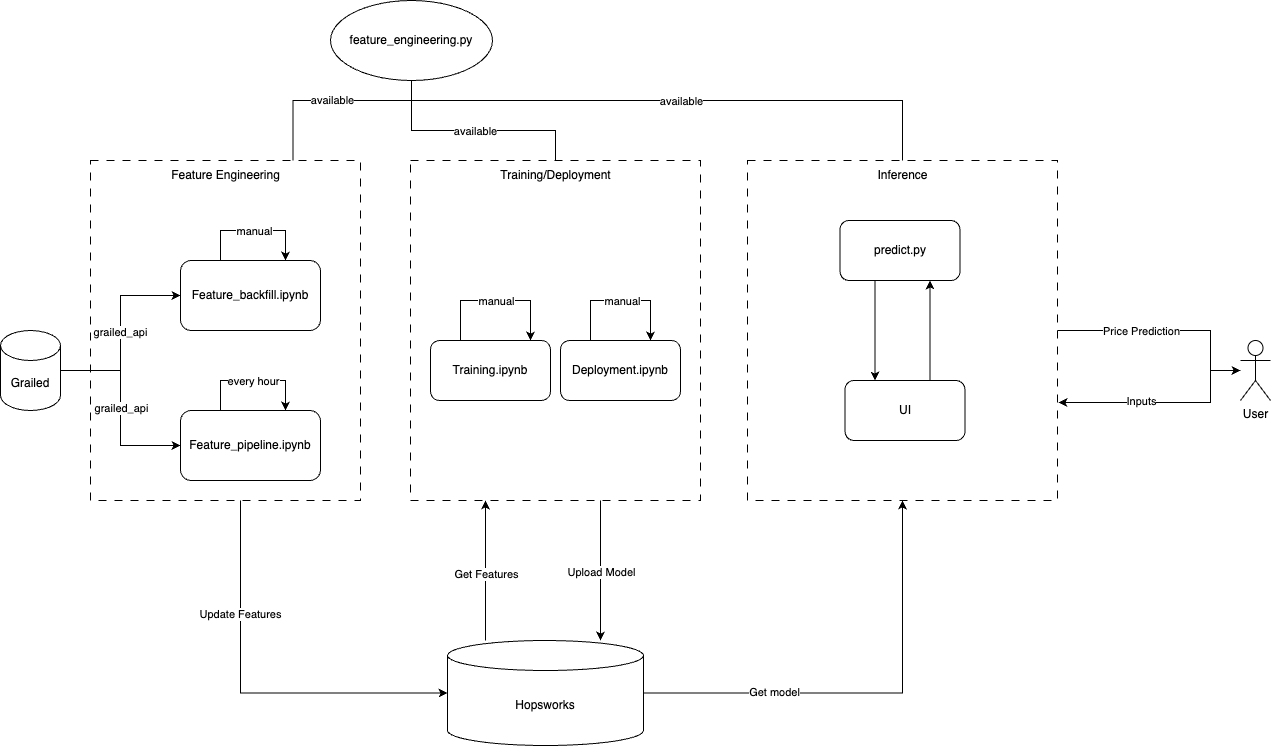 feature_engineering.py
available
available
available
Feature Engineering
Training/Deployment
Inference
manual
Feature_backfill.ipynb
predict.py
manual
manual
grailed_api
Price Prediction
Grailed
Training.ipynb
Deployment.ipynb
every hour
grailed_api
UI
Inputs
User
Feature_pipeline.ipynb
Get Features
Upload Model
Update Features
Get model
Hopsworks